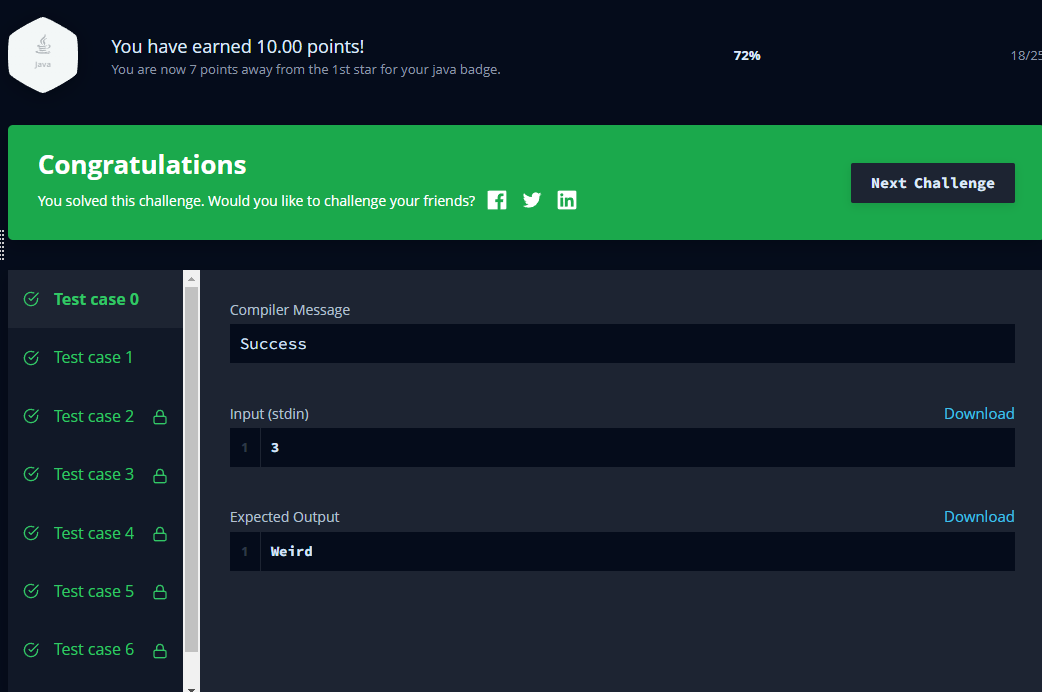 Java
You have earned 10.00 points!
You are now 7 points away from the 1st star for your java badge.
72%
18/25
Congratulations
You solved this challenge. Would you like to challenge your friends?
Next Challenge
Test case 0
Test case 1
Test case 2
Test case 3
Test case 4
Test case 5
Test case 6
Compiler Message
Success
Input (stdin)
Download
1 3
Expected Output
Download
1 Weird